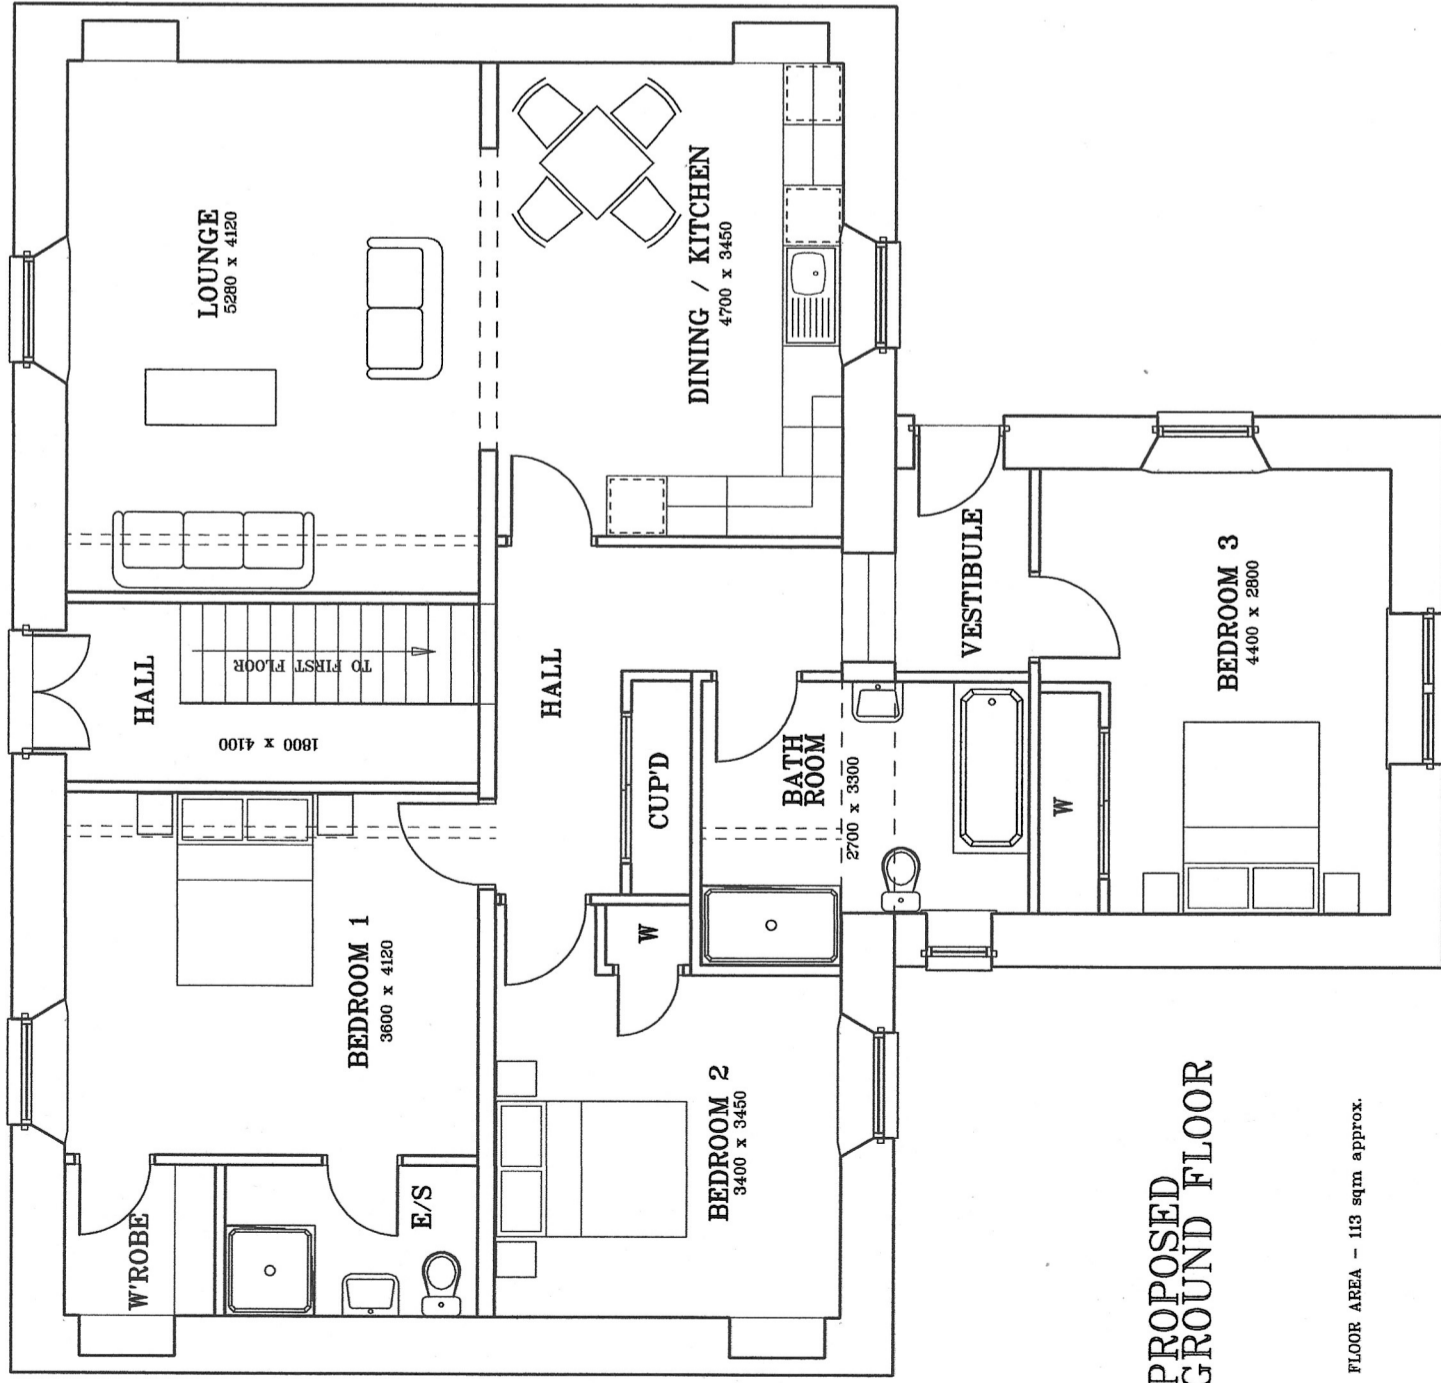 LOUNGE
5280 x 4120
DINING / KITCHEN
4700 x 3450
HALL
TO FIRST FLOOR
1800 x 4100
HALL
CUP'D
BATH
ROOM
2700 x 3300
VESTIBULE
BEDROOM 3
4400 x 2800
W
BEDROOM 1
3600 x 4120
W
BEDROOM 2
3400 x 3450
W'ROBE
E/S
PROPOSED
GROUND FLOOR
FLOOR AREA - 113 sqm approx.